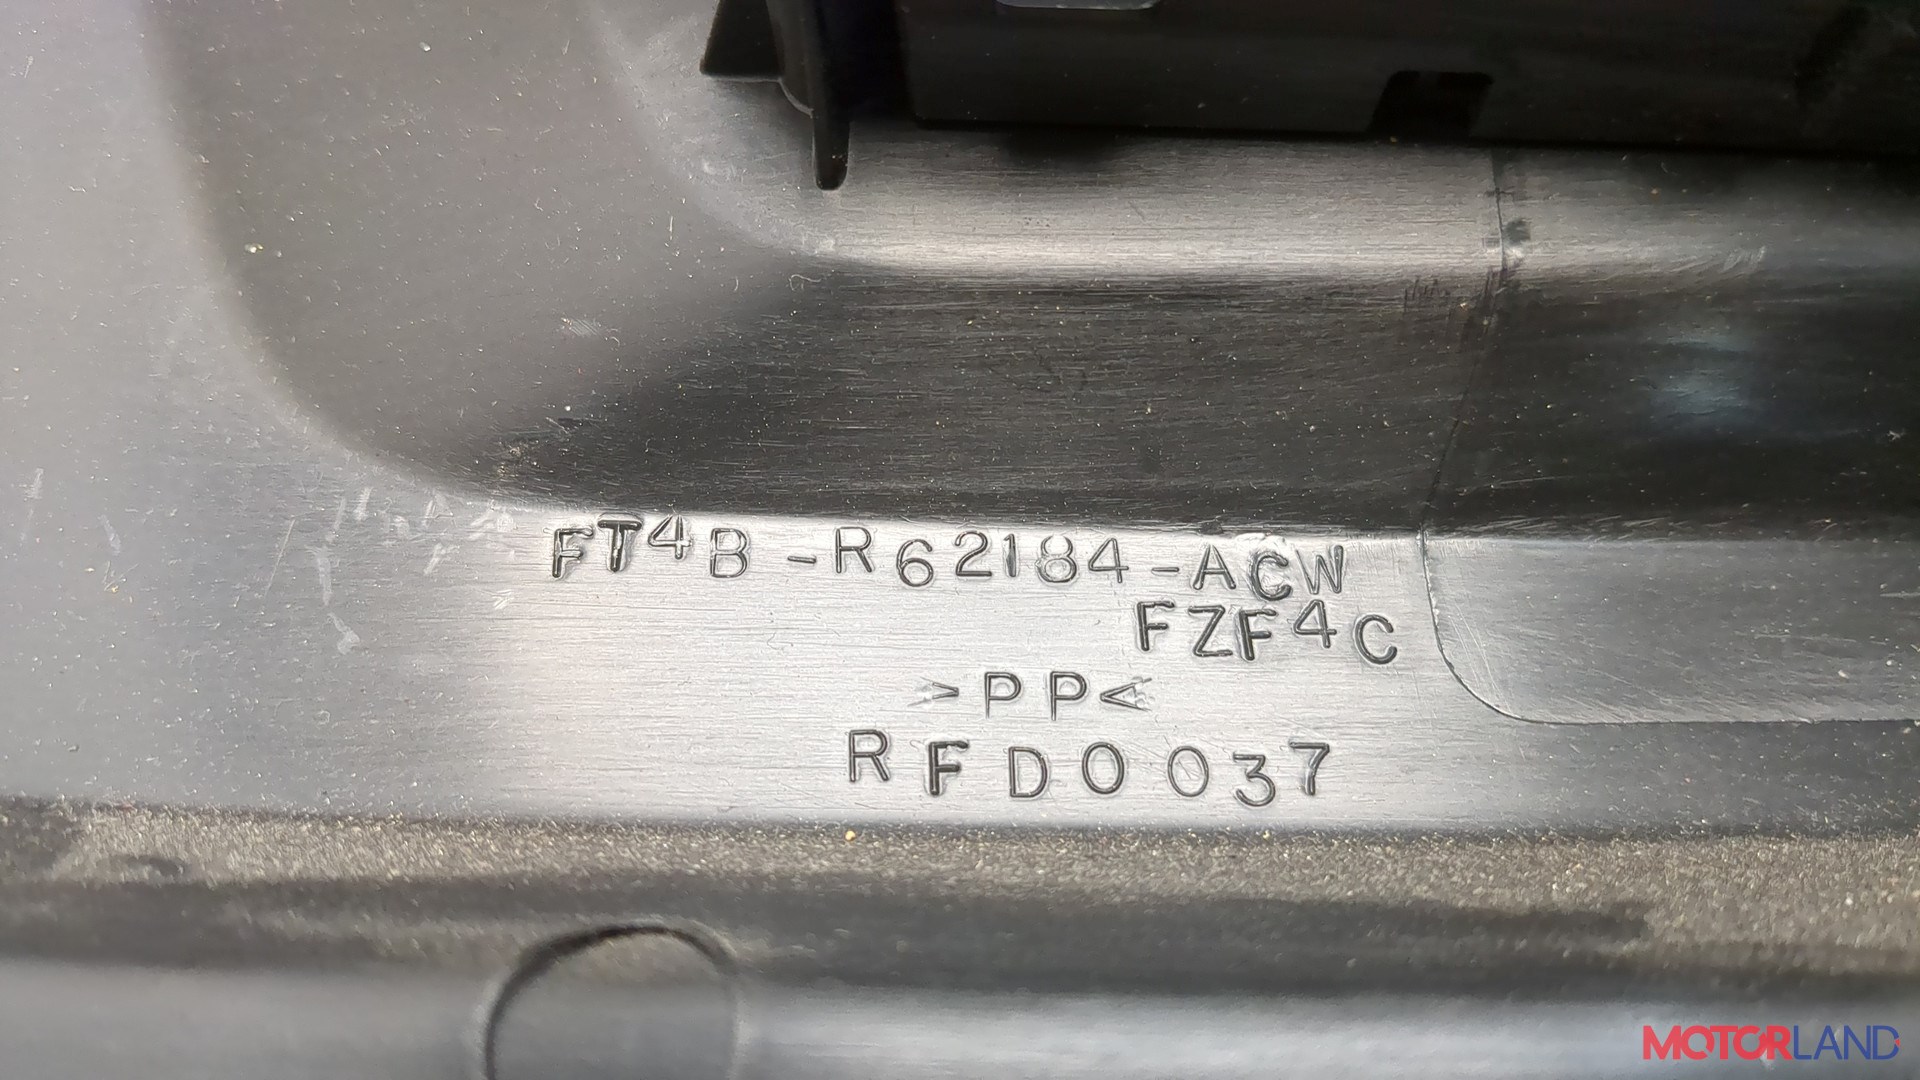 FT4B-R62184-ACW
FZF4C
>PP<
RFD0037
MOTORLAND